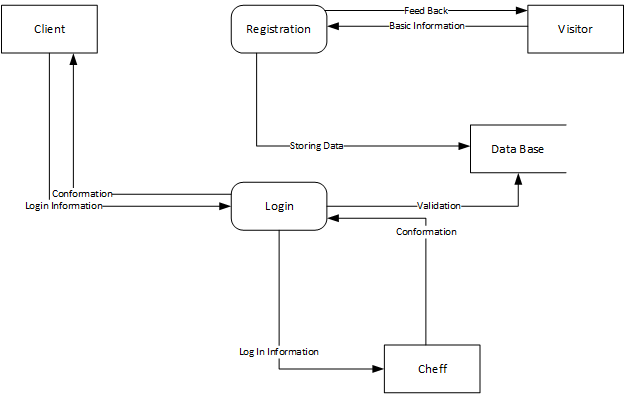 Feed Back
Client
Registration
Basic Information
Visitor
Storing Data
Data Base
Conformation
Login Information
Login
Validation
Conformation
Log In Information
Cheff